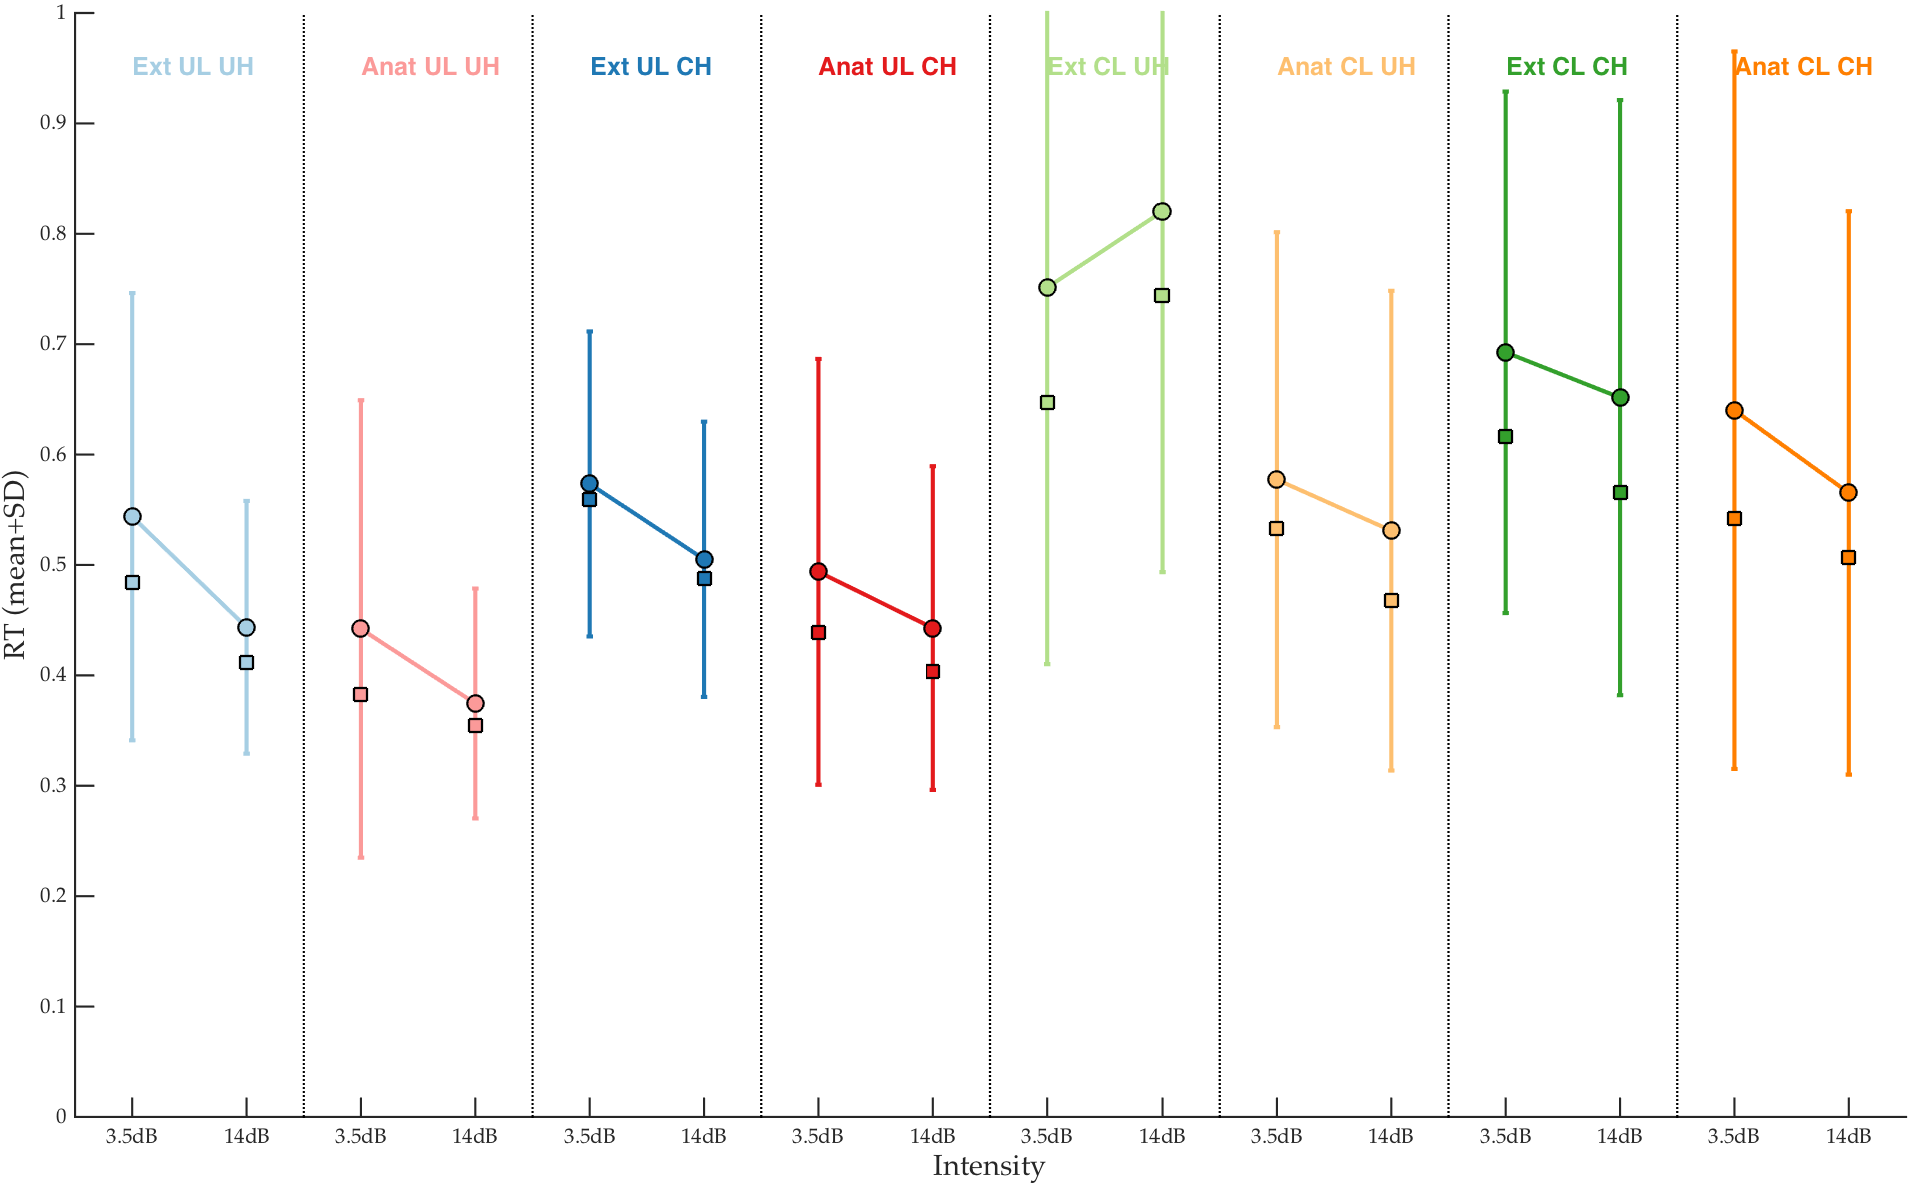 Ext UL UH Anat UL UH Ext UL CH Anat UL CH Ext CL UH Anat CL UH Ext CL CH Anat CL CH
1
0.9
0.8
0.7
0.6
0.5
0.4
0.3
0.2
0.1
0
RT (mean+SD)
3.5dB 14dB 3.5dB 14dB 3.5dB 14dB 3.5dB 14dB 3.5dB 14dB 3.5dB 14dB 3.5dB 14dB 3.5dB 14dB
Intensity